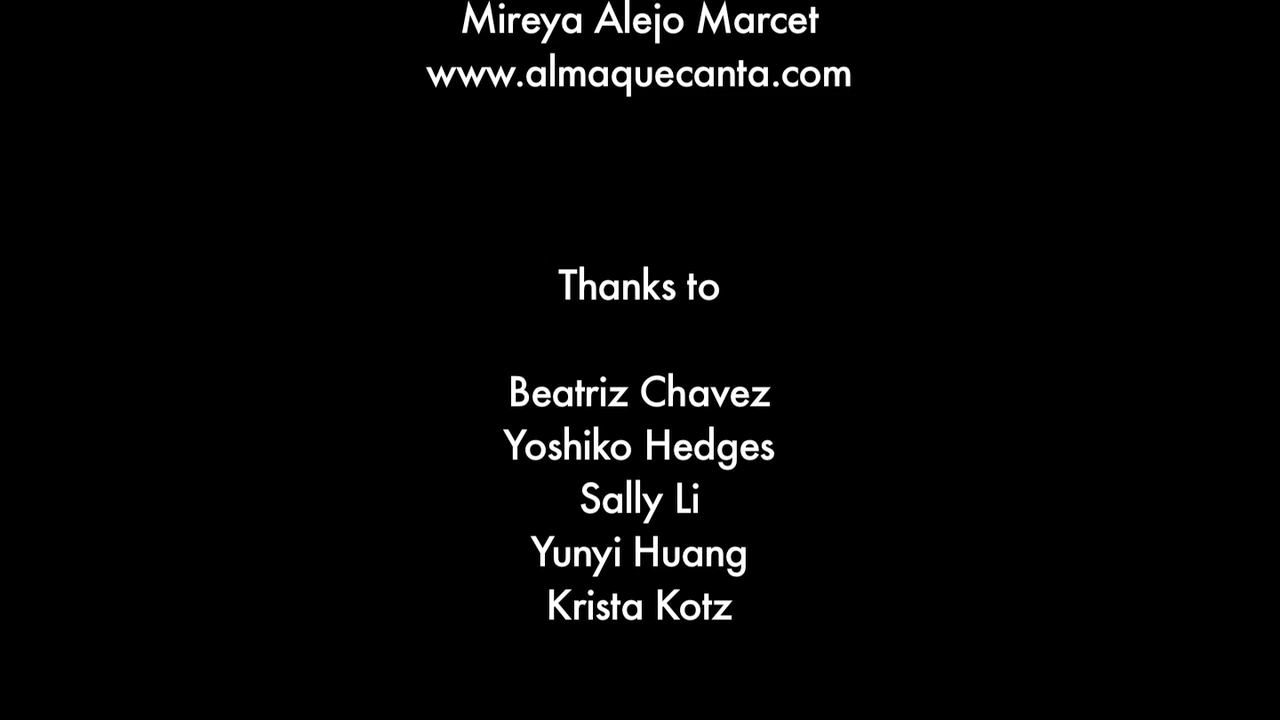 Mireya Alejo Marcet
www.almaquecanta.com
Thanks to
Beatriz Chavez
Yoshiko Hedges
Sally Li
Yunyi Huang
Krista Kotz